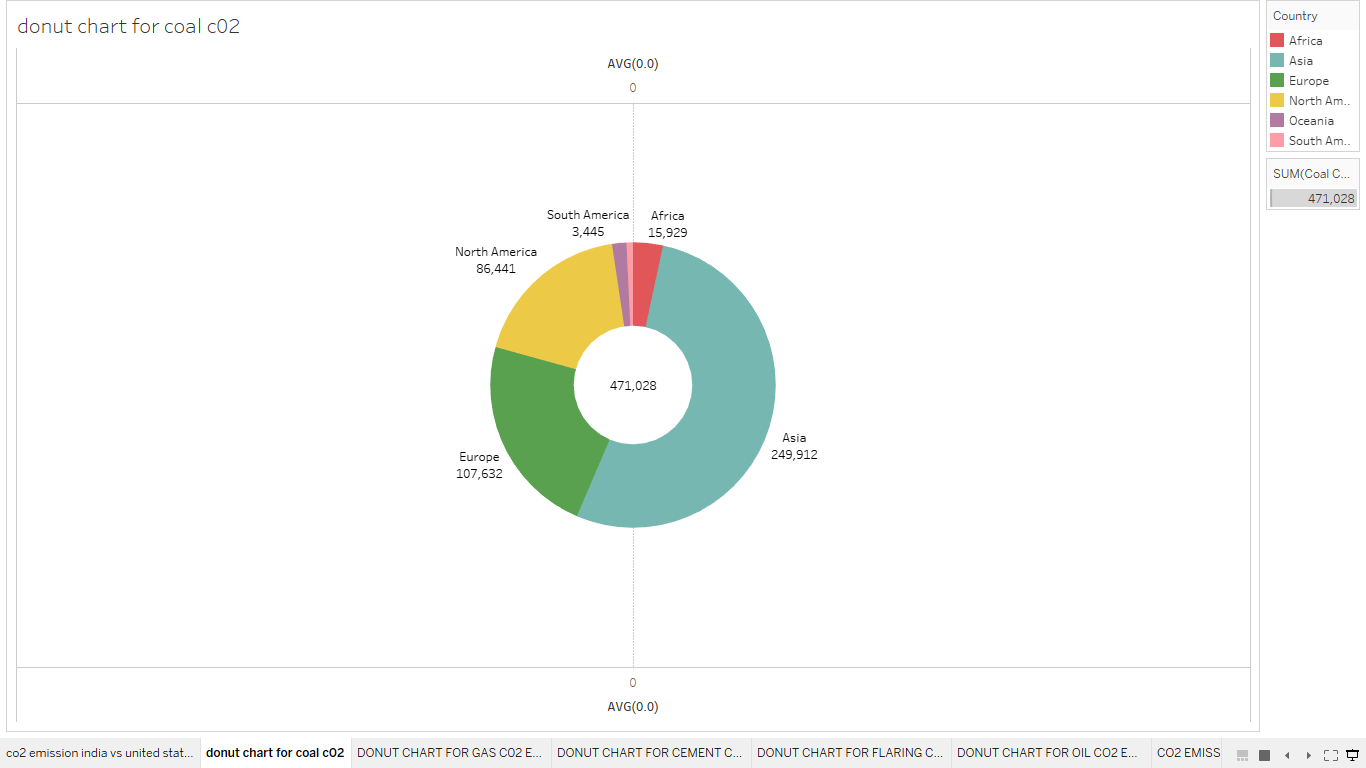 donut chart for coal c02
AVG(0.0)
0
South America
3,445
Africa
15,929
North America
86,441
471,028
Asia
249,912
Europe
107,632
0
AVG(0.0)
Country
Africa
Asia
Europe
North Am..
Oceania
South Am..
SUM(Coal C...
471,028
co2 emission india vs united stat...
donut chart for coal c02
DONUT CHART FOR GAS C02 E...
DONUT CHART FOR CEMENT C...
DONUT CHART FOR FLARING C...
DONUT CHART FOR OIL CO2 E...
CO2 EMISS